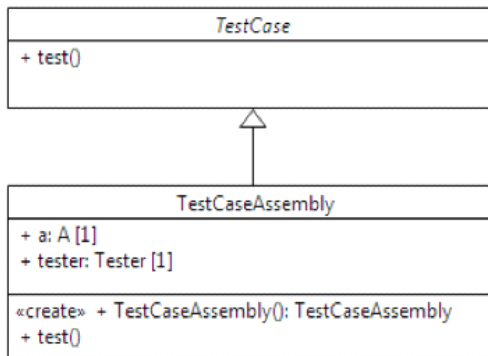 TestCase
+ test()
TestCaseAssembly
+ a: A [1]
+ tester: Tester [1]
«create» + TestCaseAssembly(): TestCaseAssembly
+ test()